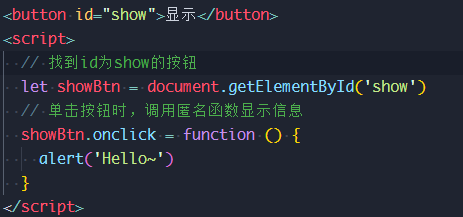 <button id="show">显示</button>
<script>
// 找到id为show的按钮
let showBtn = document.getElementById('show')
// 单击按钮时，调用匿名函数显示信息
showBtn.onclick = function () {
alert('Hello~')
}
</script>